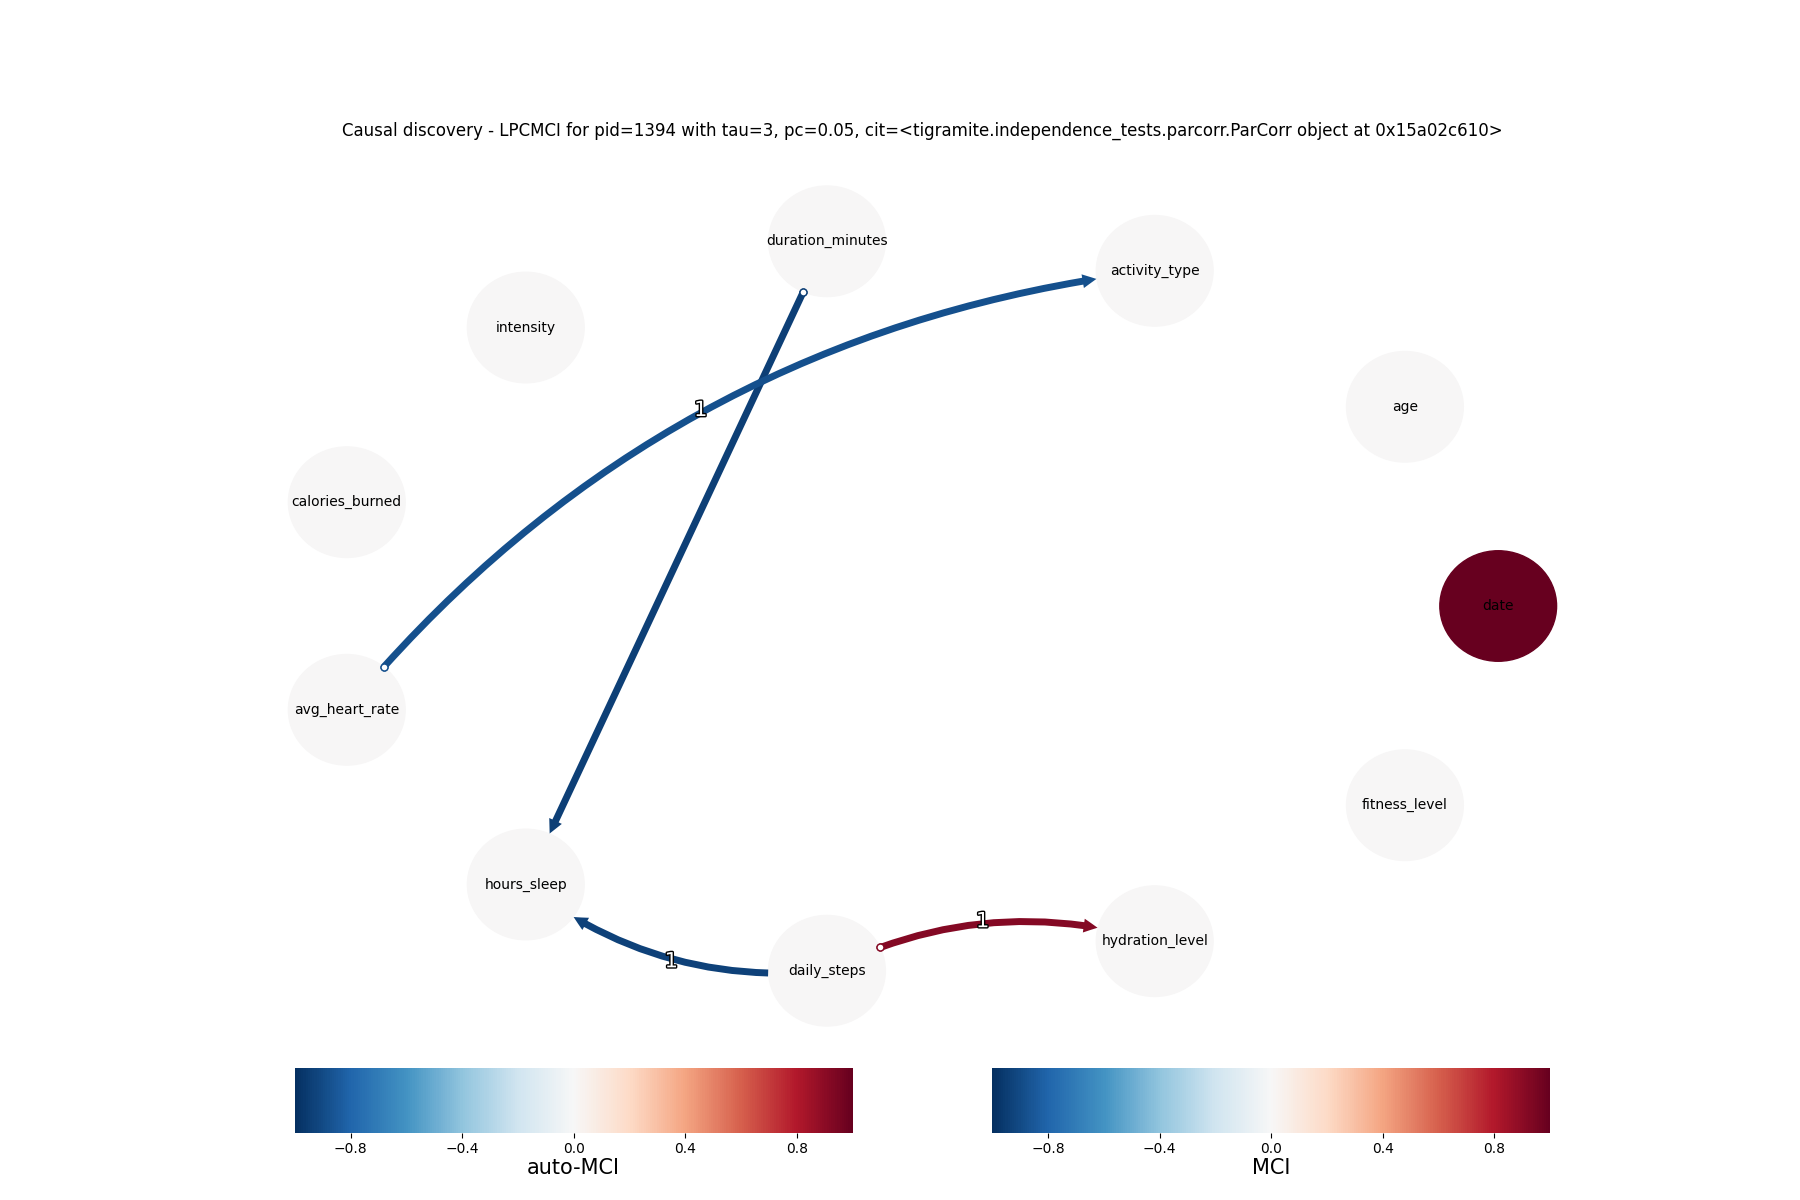 Causal discovery - LPCMCI for pid=1394 with tau=3, pc=0.05, cit=<tigramite.independence_tests.parcorr.ParCorr object at 0x15a02c610>
duration_minutes
activity_type
intensity
age
1
calories_burned
date
avg_heart_rate
fitness_level
hours_sleep
1
hydration_level
1
daily_steps
−0.8 −0.4 0.0 0.4 0.8
auto-MCI
−0.8 −0.4 0.0 0.4 0.8
MCI